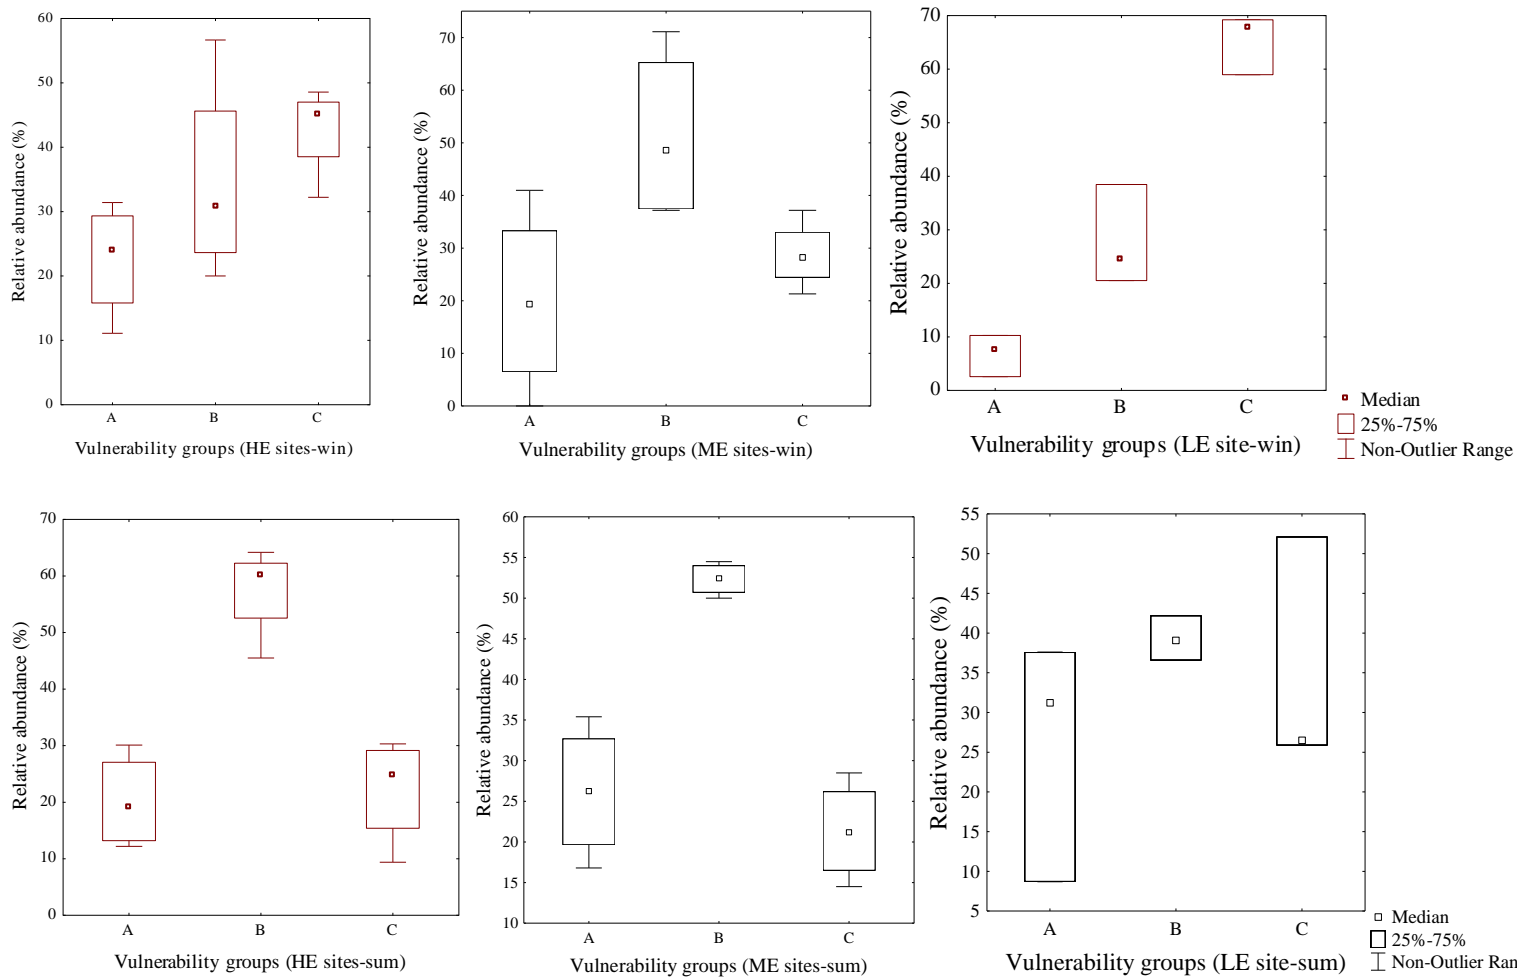 Relative abundance (%)
60
50
40
30
20
10
0
A B C
Vulnerability groups (HE sites-win)
Relative abundance (%)
70
60
50
40
30
20
10
0
A B C
Vulnerability groups (ME sites-win)
Relative abundance (%)
70
60
50
40
30
20
10
0
A B C
Vulnerability groups (LE site-win)
Median
25%-75%
Non-Outlier Range
Relative abundance (%)
70
60
50
40
30
20
10
0
A B C
Vulnerability groups (HE sites-sum)
Relative abundance (%)
60
55
50
45
40
35
30
25
20
15
10
A B C
Vulnerability groups (ME sites-sum)
Relative abundance (%)
55
50
45
40
35
30
25
20
15
10
5
A B C
Vulnerability groups (LE site-sum)
Median
25%-75%
Non-Outlier Ran